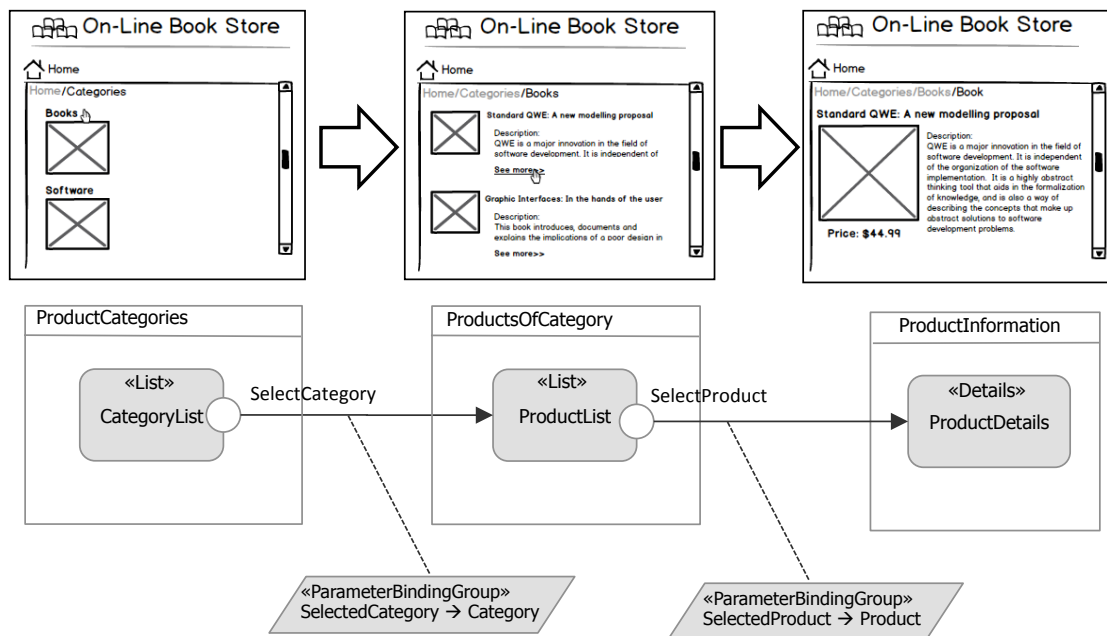 On-Line Book Store
Home
Home/Categories
Books
Software
On-Line Book Store
Home
Home/Categories/Books
Standard QWE: A new modelling proposal
Description:
QWE is a major innovation in the field of
software development. It is independent of
See more>>
Graphic Interfaces: In the hands of the user
Description:
This book introduces, documents and
explains the implications of a poor design in
See more>>
On-Line Book Store
Home
Home/Categories/Books/Book
Standard QWE: A new modelling proposal
Description:
QWE is a major innovation in the field of
software development. It is independent
of the organization of the software
implementation. It is a highly abstract
thinking tool that aids in the formalization
of knowledge, and is also a way of
describing the concepts that make up
abstract solutions to software
development problems.
Price: $44.99
ProductCategories
«List»
CategoryList
SelectCategory
ProductsOfCategory
«List»
ProductList
SelectProduct
ProductInformation
«Details»
ProductDetails
«ParameterBindingGroup»
SelectedCategory → Category
«ParameterBindingGroup»
SelectedProduct → Product